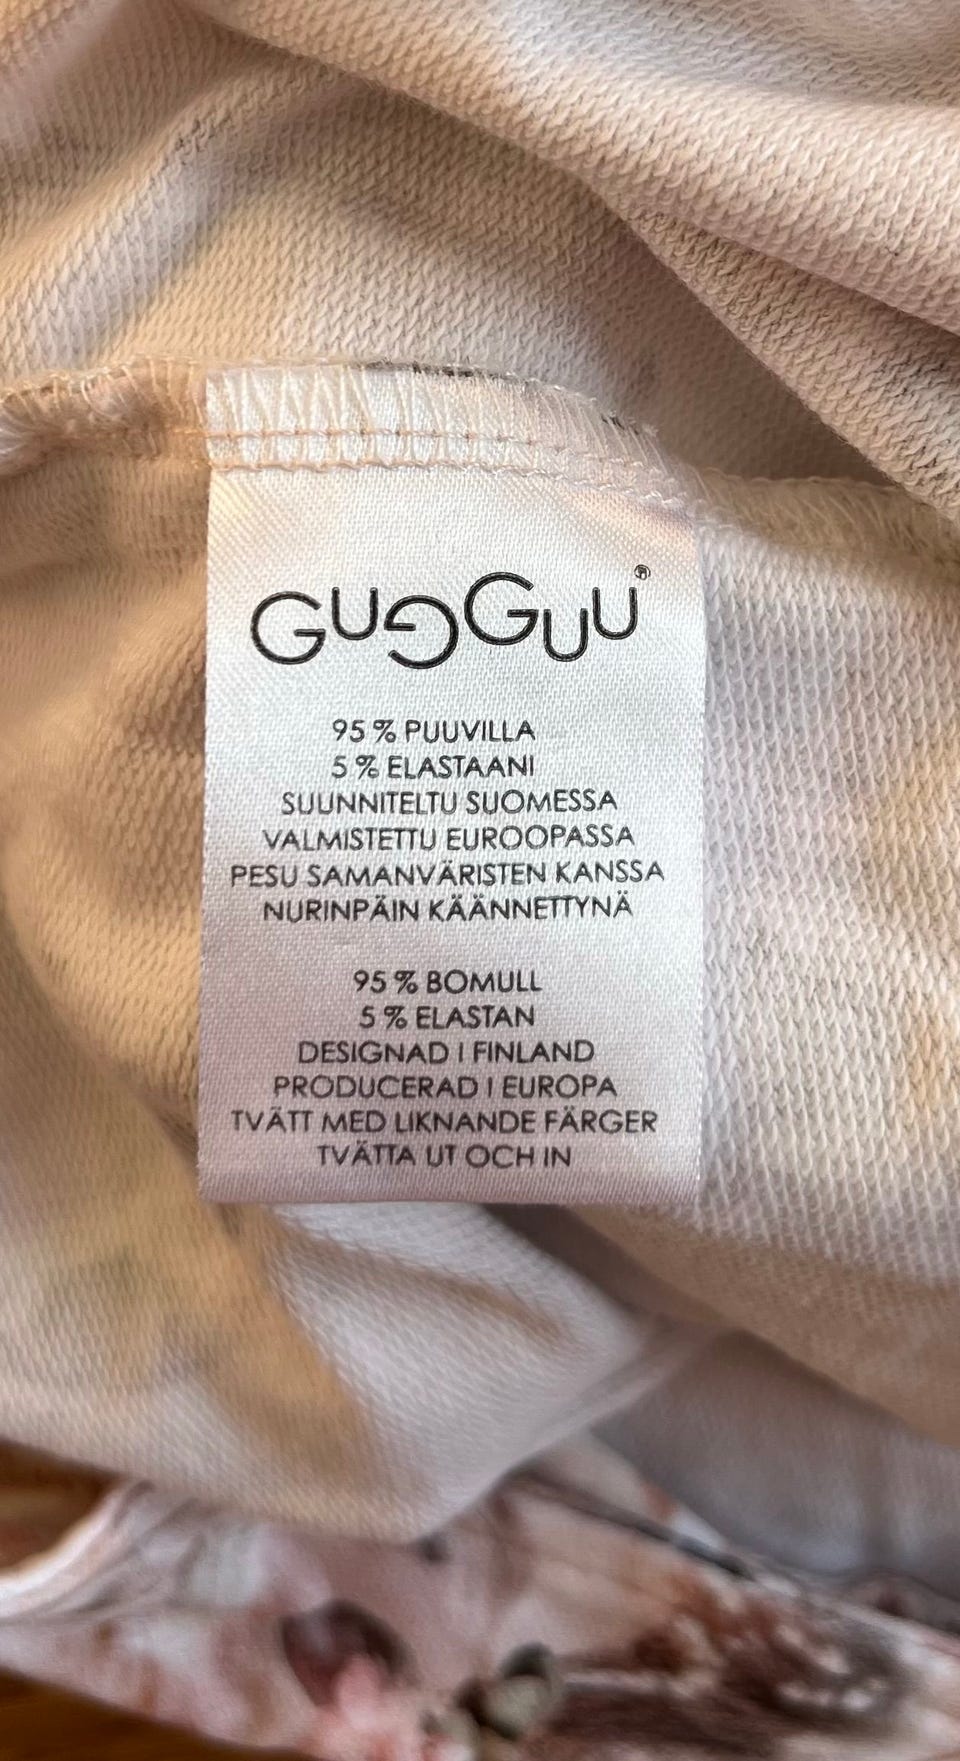 GUGGUU®
95 % PUUVILLA
5 % ELASTAANI
SUUNNITELTU SUOMESSA
VALMISTETTU EUROOPASSA
PESU SAMANVÄRISTEN KANSSA
NURINPÄIN KÄÄNNETTYNÄ
95 % BOMULL
5 % ELASTAN
DESIGNAD I FINLAND
PRODUCERAD I EUROPA
TVÄTT MED LIKNANDE FÄRGER
TVÄTTA UT OCH IN